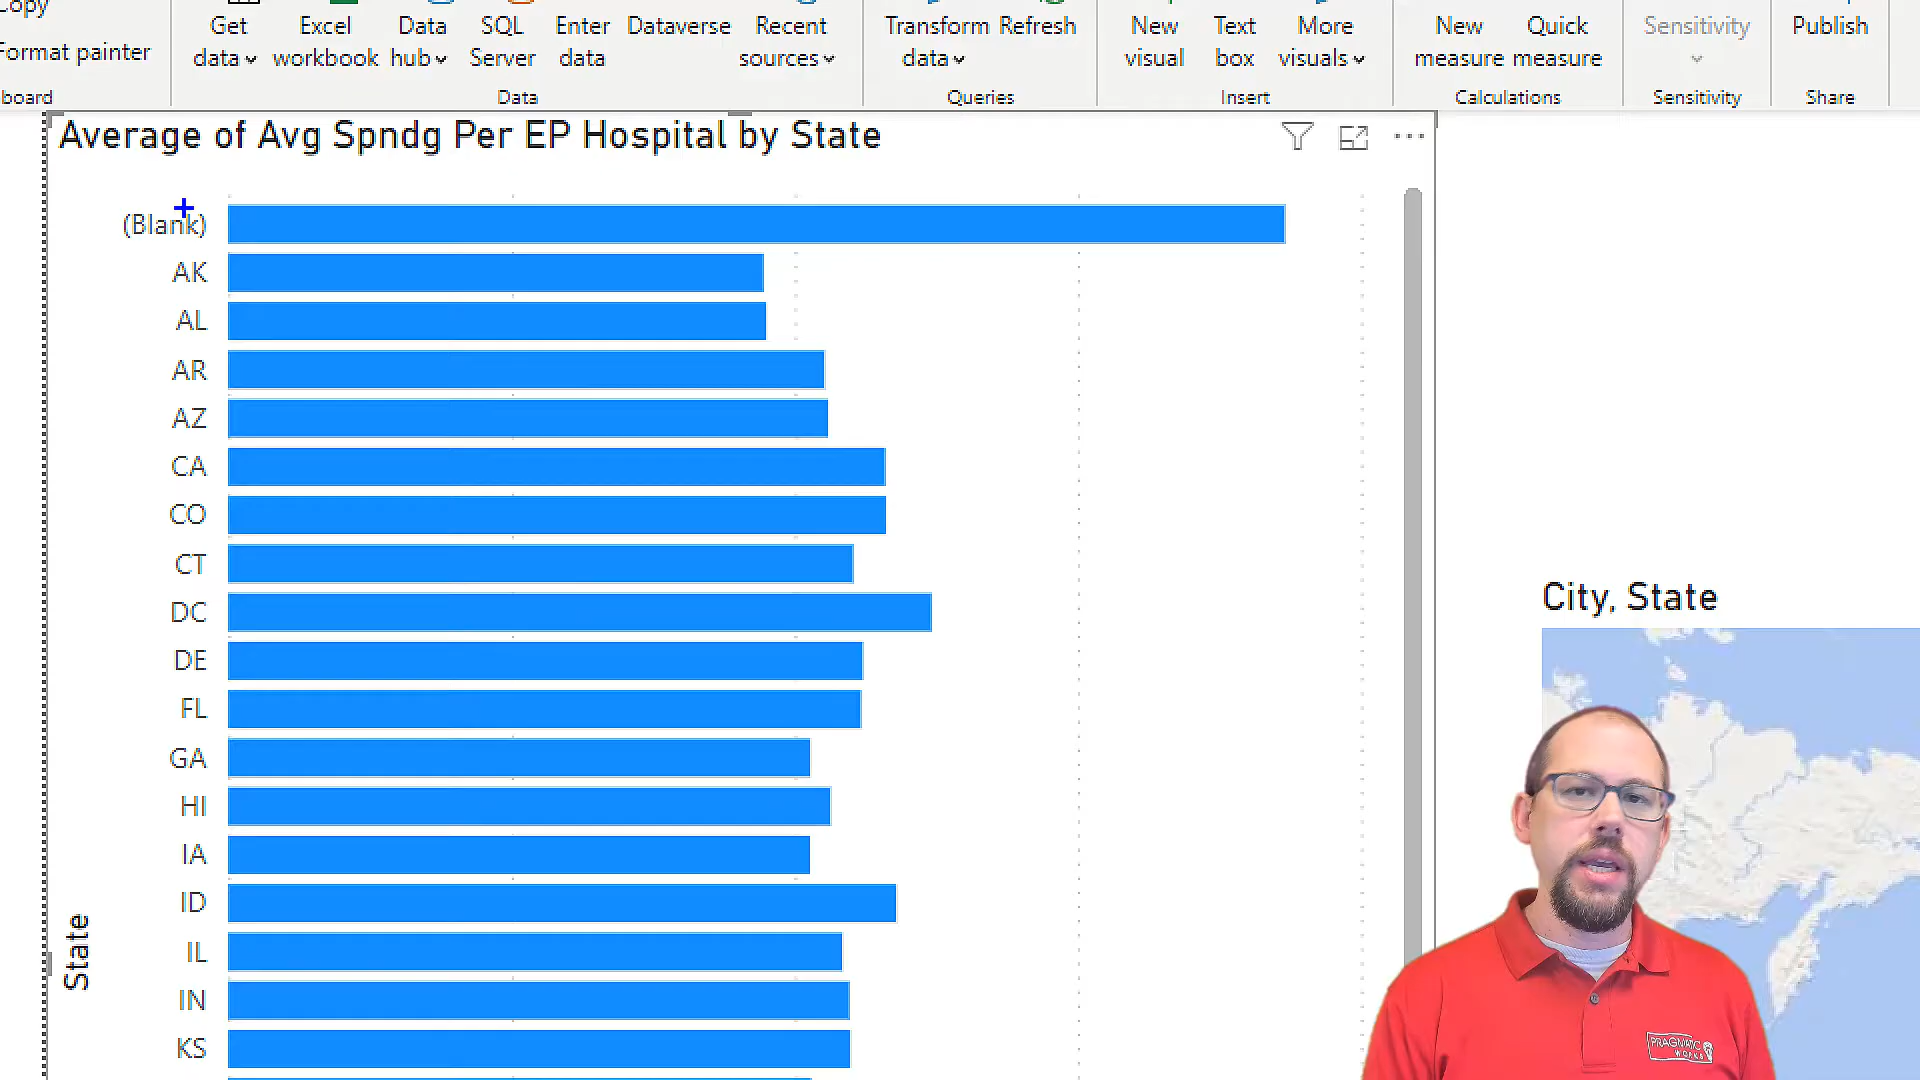 Copy
Format painter
board
Get data
Excel workbook
Data hub
SQL Server
Enter data
Dataverse
Recent sources
Data
Transform data
Refresh
Queries
New visual
Text box
More visuals
Insert
New measure
Quick measure
Calculations
Sensitivity
Sensitivity
Publish
Share
Average of Avg Spndg Per EP Hospital by State
(Blank)
AK
AL
AR
AZ
CA
CO
CT
DC
DE
FL
GA
HI
IA
ID
IL
IN
KS
State
City, State
PRAGMATIC
WORKS